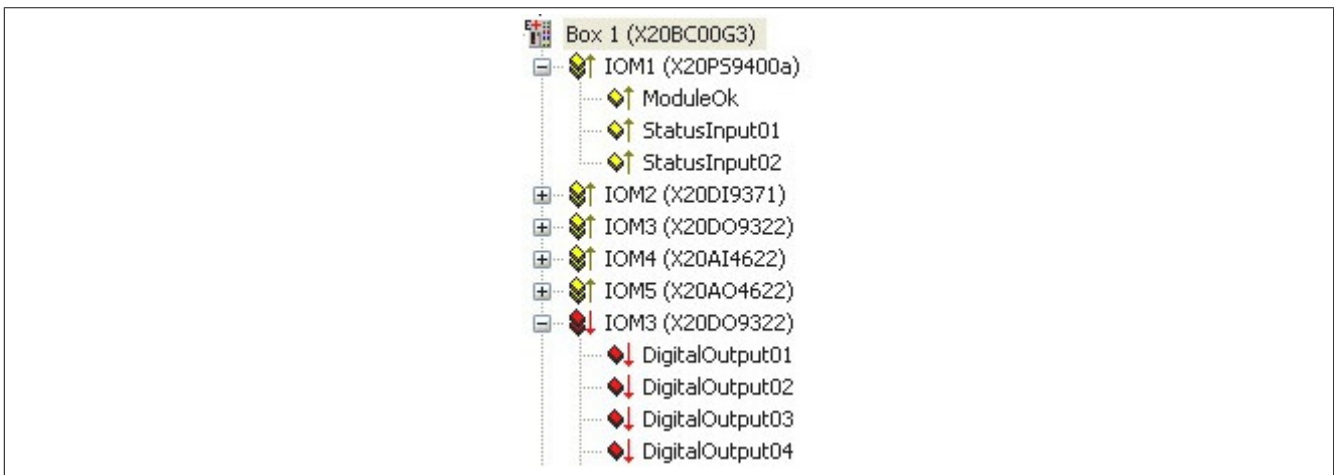 Box 1 (X20BC00G3)
IOM1 (X20PS9400a)
ModuleOk
StatusInput01
StatusInput02
IOM2 (X20DI9371)
IOM3 (X20DO9322)
IOM4 (X20AI4622)
IOM5 (X20AO4622)
IOM3 (X20DO9322)
DigitalOutput01
DigitalOutput02
DigitalOutput03
DigitalOutput04